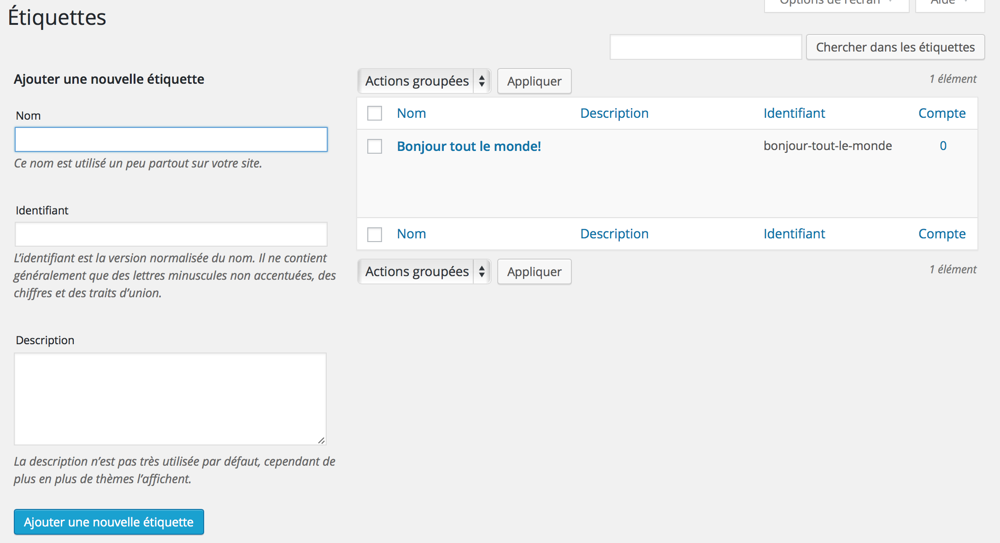 Options de l'écran
Aide
Étiquettes
Chercher dans les étiquettes
Ajouter une nouvelle étiquette
Nom
Ce nom est utilisé un peu partout sur votre site.
Identifiant
L’identifiant est la version normalisée du nom. Il ne contient
généralement que des lettres minuscules non accentuées, des
chiffres et des traits d’union.
Description
La description n’est pas très utilisée par défaut, cependant de
plus en plus de thèmes l’affichent.
Ajouter une nouvelle étiquette
Actions groupées Appliquer 1 élément
Nom Description Identifiant Compte
Bonjour tout le monde! bonjour-tout-le-monde 0
Nom Description Identifiant Compte
Actions groupées Appliquer 1 élément